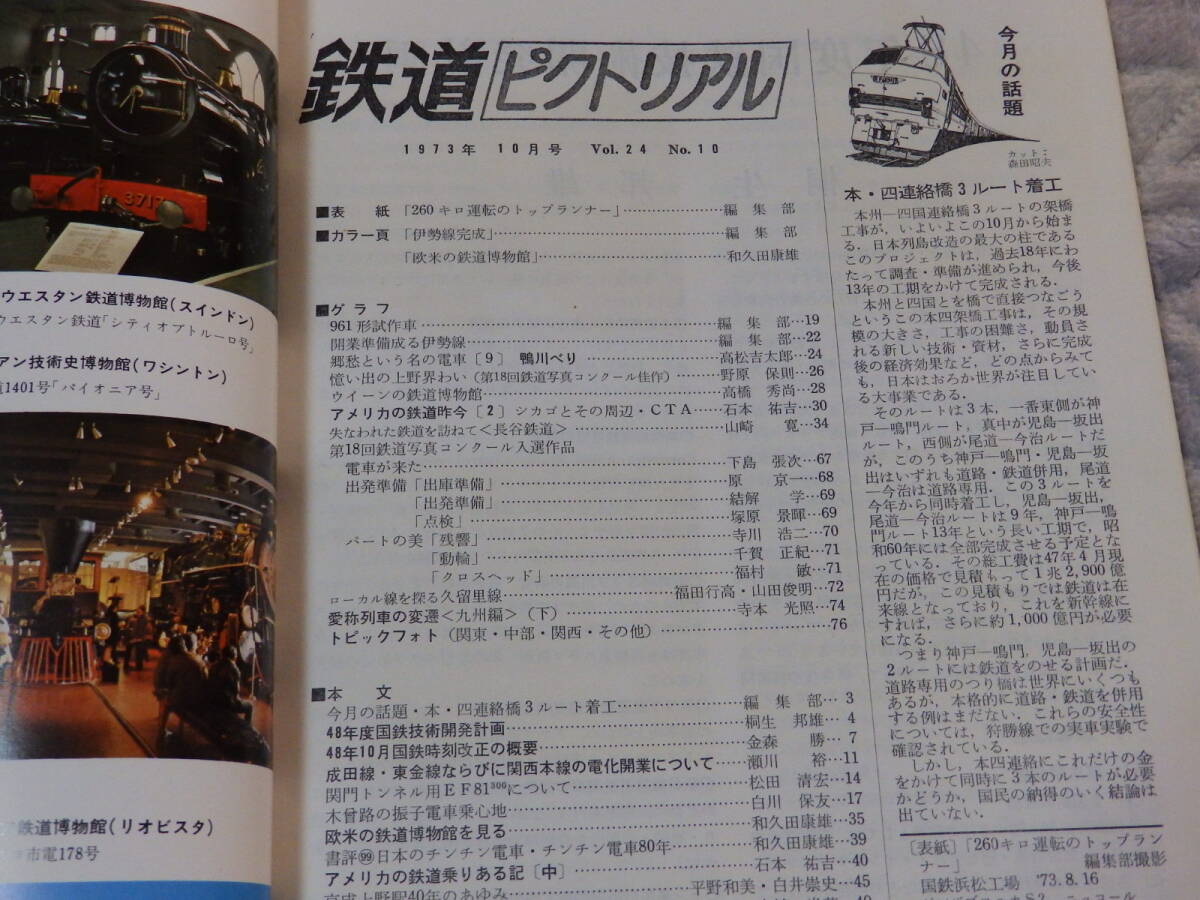 3717
ウエスタン鉄道博物館(スインドン)
ウエスタン鉄道「シティオブトルーロ号」
アン技術史博物館(ワシントン)
道1401号「パイオニア号」
鉄道博物館(リオビスタ)
市電178号
鉄道ピクトリアル
1973年 10月号 Vol.24 No.10
■表 紙「260キロ運転のトップランナー」……編集部
■カラー頁「伊勢線完成」……編集部
「欧米の鉄道博物館」……和久田康雄
■グラフ
961形試作車……編集部…19
開業準備成る伊勢線……編集部…22
郷愁という名の電車〔9〕 鴨川べり……高松吉太郎…24
憶い出の上野界わい(第18回鉄道写真コンクール佳作)……野原 保則…26
ウイーンの鉄道博物館……高橋 秀尚…28
アメリカの鉄道昨今〔2〕シカゴとその周辺・CTA……石本 祐吉…30
失なわれた鉄道を訪ねて<長谷鉄道>……山崎 寛…34
第18回鉄道写真コンクール入選作品
電車が来た……下島 張次…67
出発準備「出庫準備」……原 京一…68
「出発準備」……結解 学…69
「点検」……塚原 景暉…69
パートの美「残響」……寺川 浩二…70
「動輪」……千賀 正紀…71
「クロスヘッド」……福村 敏…71
ローカル線を探る久留里線……福田行高・山田俊明…72
愛称列車の変遷<九州編>(下)……寺本 光照…74
トピックフォト(関東・中部・関西・その他)……76
■本 文
今月の話題・本・四連絡橋3ルート着工……編集部…3
48年度国鉄技術開発計画……桐生 邦雄…4
48年10月国鉄時刻改正の概要……金森 勝…7
成田線・東金線ならびに関西本線の電化開業について……瀬川 裕…11
関門トンネル用EF81³⁰⁰について……松田 清宏…14
木曾路の振子電車乗心地……白川 保友…17
欧米の鉄道博物館を見る……和久田康雄…35
書評㊾日本のチンチン電車・チンチン電車80年……和久田康雄…39
アメリカの鉄道乗りある記〔中〕……石本 祐吉…40
京成上野駅40年のあゆみ……平野和美・白井崇史…45
今月の話題
カット:
森田昭夫
本・四連絡橋3ルート着工
本州―四国連絡橋3ルートの架橋
工事が,いよいよこの10月から始ま
る.日本列島改造の最大の柱である
このプロジェクトは,過去18年にわ
たって調査・準備が進められ,今後
13年の工期をかけて完成される.
本州と四国とを橋で直接つなごう
というこの本四架橋工事は,その規
模の大きさ,工事の困難さ,動員さ
れる新しい技術・資材,さらに完成
後の経済効果など,どの点からみて
も,日本はおろか世界が注目してい
る大事業である.
そのルートは3本,一番東側が神
戸―鳴門ルート,真中が児島―坂出
ルート,西側が尾道―今治ルートだ
が,このうち神戸―鳴門・児島―坂
出はいずれも道路・鉄道併用,尾道
―今治は道路専用.この3ルートを
今年から同時着工し,児島―坂出,
尾道―今治ルートは9年,神戸―鳴
門ルート13年という長い工期で,昭
和60年には全部完成させる予定とな
っている.その総工費は47年4月現
在の価格で見積もって1兆2,900億
円だが,この見積もりでは鉄道は在
来線となっており,これを新幹線に
すれば,さらに約1,000億円が必要
になる.
つまり神戸―鳴門,児島―坂出の
2ルートには鉄道をのせる計画だ.
道路専用のつり橋は世界にいくつも
あるが,本格的に道路・鉄道を併用
する例はまだない.これらの安全性
については,狩勝線での実車実験で
確認されている.
しかし,本四連絡にこれだけの金
をかけて同時に3本のルートが必要
かどうか,国民の納得のいく結論は
出ていない.
〔表紙〕「260キロ運転のトップラン
ナー」 編集部撮影
国鉄浜松工場 '73.8.16